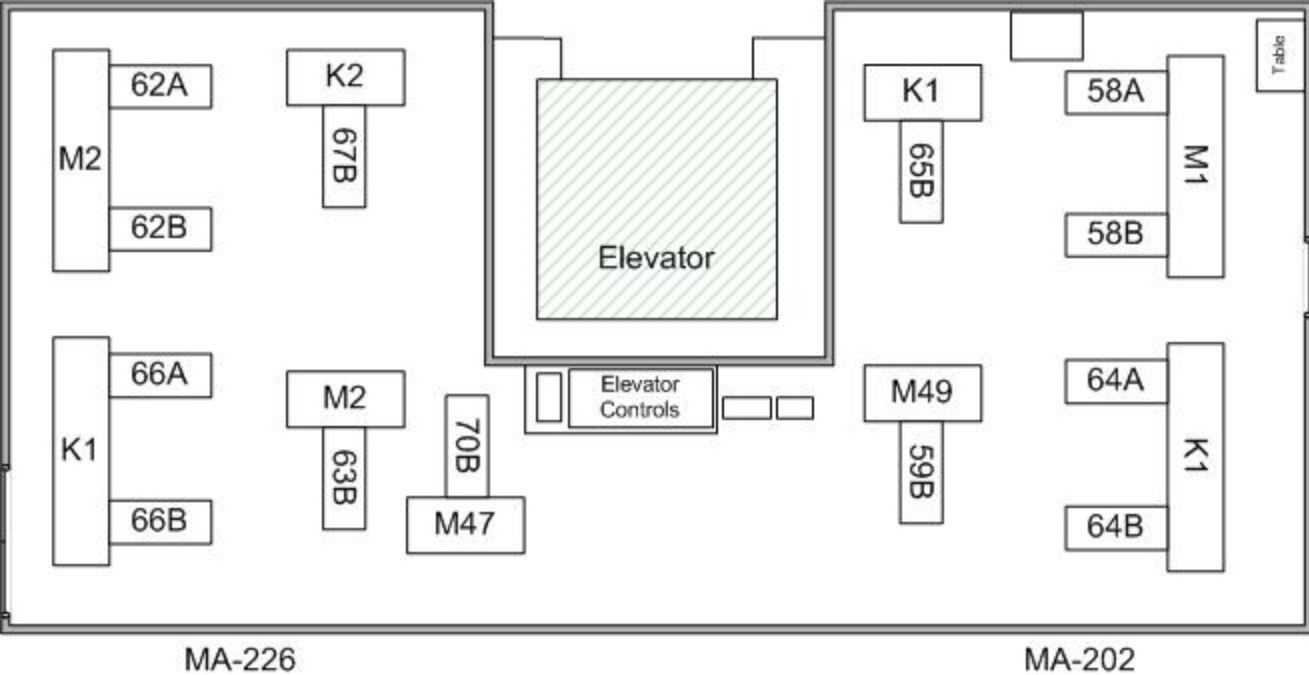 Table
62A
K2
K1
58A
M2
67B
65B
M1
62B
58B
Elevator
66A
M2
Elevator
Controls
M49
64A
K1
70B
63B
59B
K1
66B
M47
64B
MA-226
MA-202